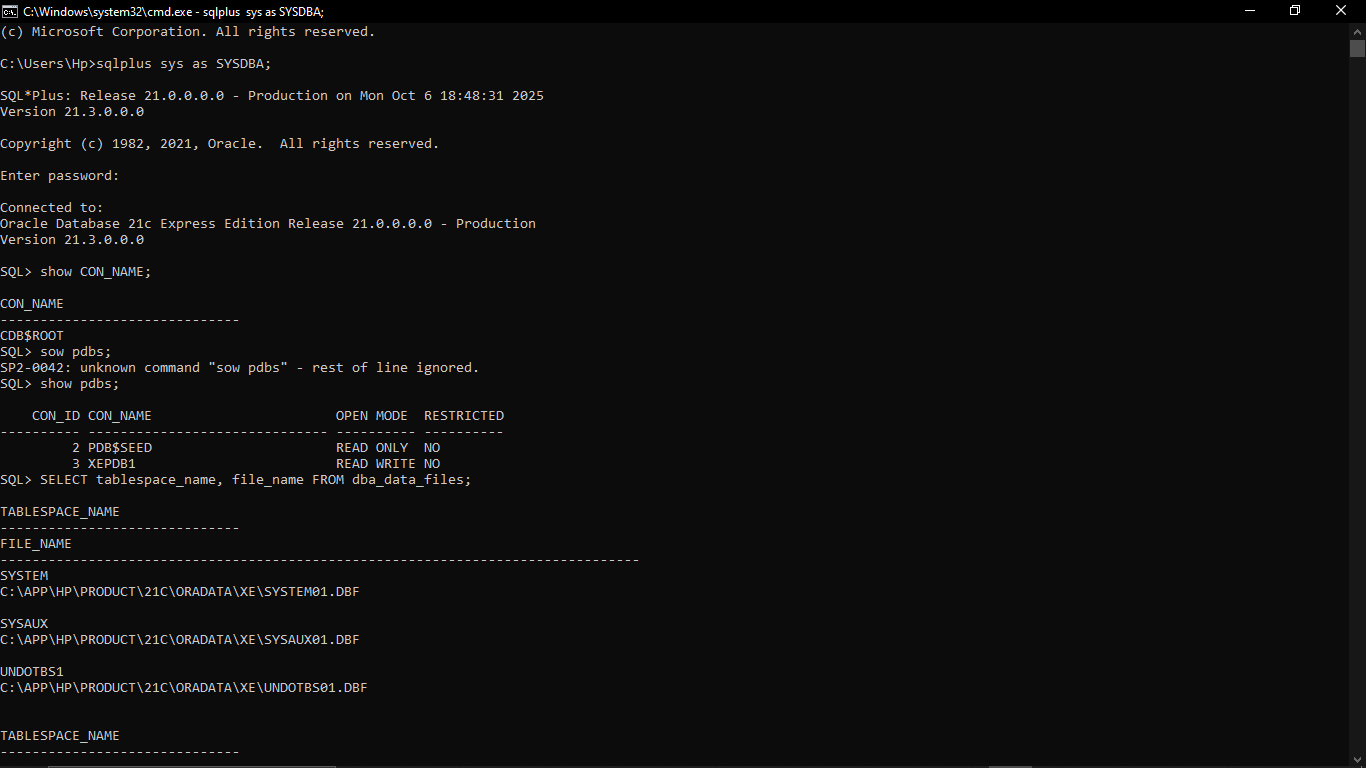 C:\Windows\system32\cmd.exe - sqlplus  sys as SYSDBA;
(c) Microsoft Corporation. All rights reserved.
C:\Users\Hp>sqlplus sys as SYSDBA;
SQL*Plus: Release 21.0.0.0.0 - Production on Mon Oct 6 18:48:31 2025
Version 21.3.0.0.0
Copyright (c) 1982, 2021, Oracle.  All rights reserved.
Enter password:
Connected to:
Oracle Database 21c Express Edition Release 21.0.0.0.0 - Production
Version 21.3.0.0.0
SQL> show CON_NAME;
CON_NAME
------------------------------
CDB$ROOT
SQL> sow pdbs;
SP2-0042: unknown command "sow pdbs" - rest of line ignored.
SQL> show pdbs;
    CON_ID CON_NAME                       OPEN MODE  RESTRICTED
---------- ------------------------------ ---------- ----------
         2 PDB$SEED                       READ ONLY  NO
         3 XEPDB1                         READ WRITE NO
SQL> SELECT tablespace_name, file_name FROM dba_data_files;
TABLESPACE_NAME
------------------------------
FILE_NAME
--------------------------------------------------------------------------------
SYSTEM
C:\APP\HP\PRODUCT\21C\ORADATA\XE\SYSTEM01.DBF
SYSAUX
C:\APP\HP\PRODUCT\21C\ORADATA\XE\SYSAUX01.DBF
UNDOTBS1
C:\APP\HP\PRODUCT\21C\ORADATA\XE\UNDOTBS01.DBF
TABLESPACE_NAME
------------------------------